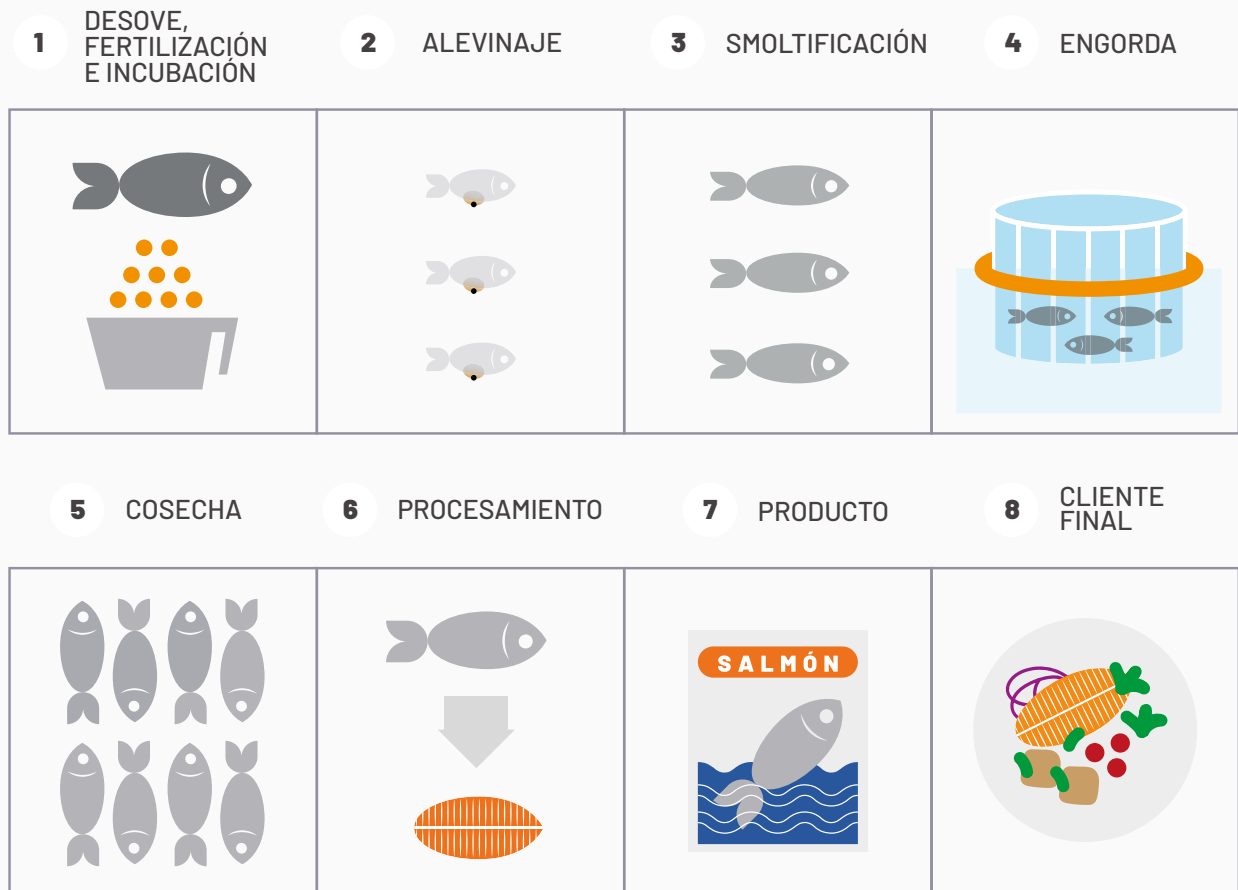 1
DESOVE,
FERTILIZACIÓN
E INCUBACIÓN
2
ALEVINAJE
3
SMOLTIFICACIÓN
4
ENGORDA
5
COSECHA
6
PROCESAMIENTO
7
PRODUCTO
8
CLIENTE
FINAL
SALMÓN